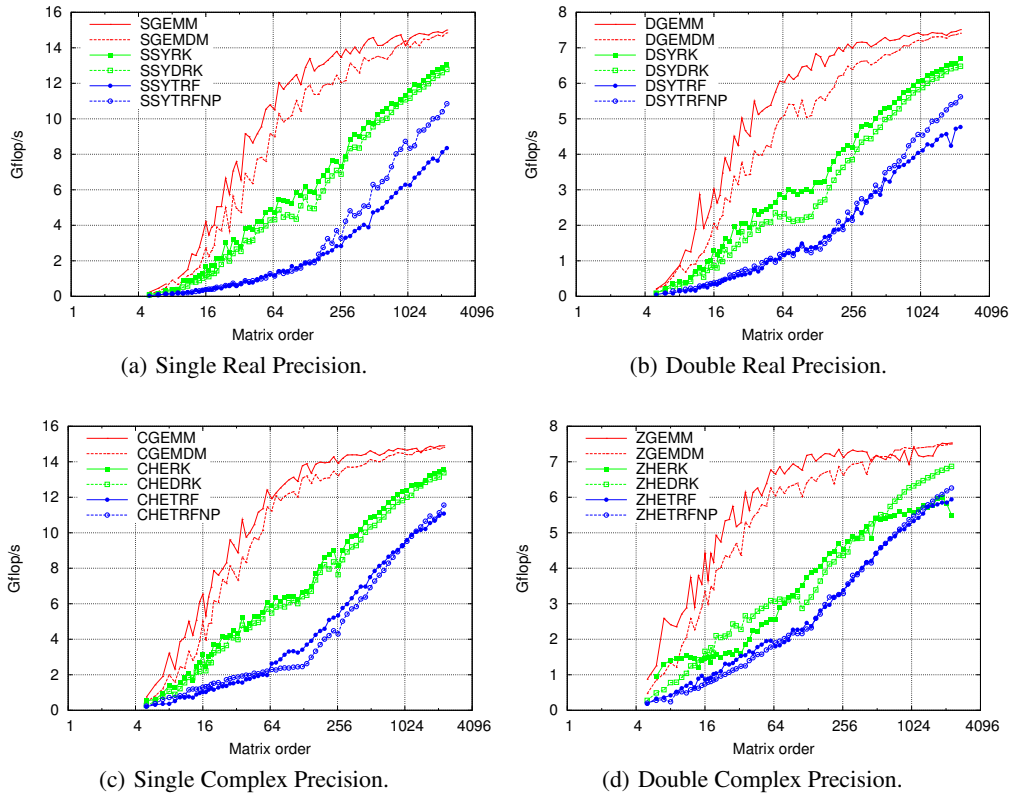 16
14
12
10
8
6
4
2
0
Gflop/s
SGEMM
SGEMDM
SSYRK
SSYDRK
SSYTRF
SSYTRFNP
1 4 16 64 256 1024 4096
Matrix order
(a) Single Real Precision.
8
7
6
5
4
3
2
1
0
Gflop/s
DGEMM
DGEMDM
DSYRK
DSYDRK
DSYTRF
DSYTRFNP
1 4 16 64 256 1024 4096
Matrix order
(b) Double Real Precision.
16
14
12
10
8
6
4
2
0
Gflop/s
CGEMM
CGEMDM
CHERK
CHEDRK
CHETRF
CHETRFNP
1 4 16 64 256 1024 4096
Matrix order
(c) Single Complex Precision.
8
7
6
5
4
3
2
1
0
Gflop/s
ZGEMM
ZGEMDM
ZHERK
ZHEDRK
ZHETRF
ZHETRFNP
1 4 16 64 256 1024 4096
Matrix order
(d) Double Complex Precision.